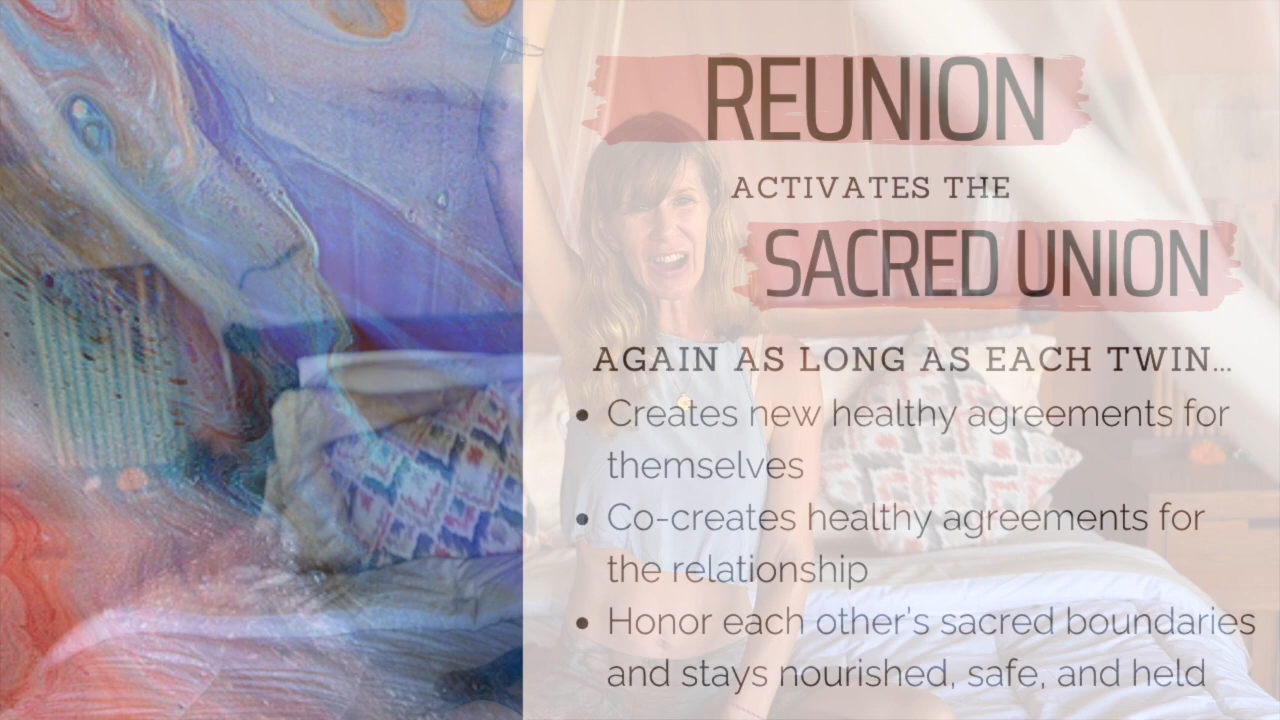 REUNION
ACTIVATES THE
SACRED UNION
AGAIN AS LONG AS EACH TWIN...
• Creates new healthy agreements for
themselves
• Co-creates healthy agreements for
the relationship
• Honor each other's sacred boundaries
and stays nourished, safe, and held